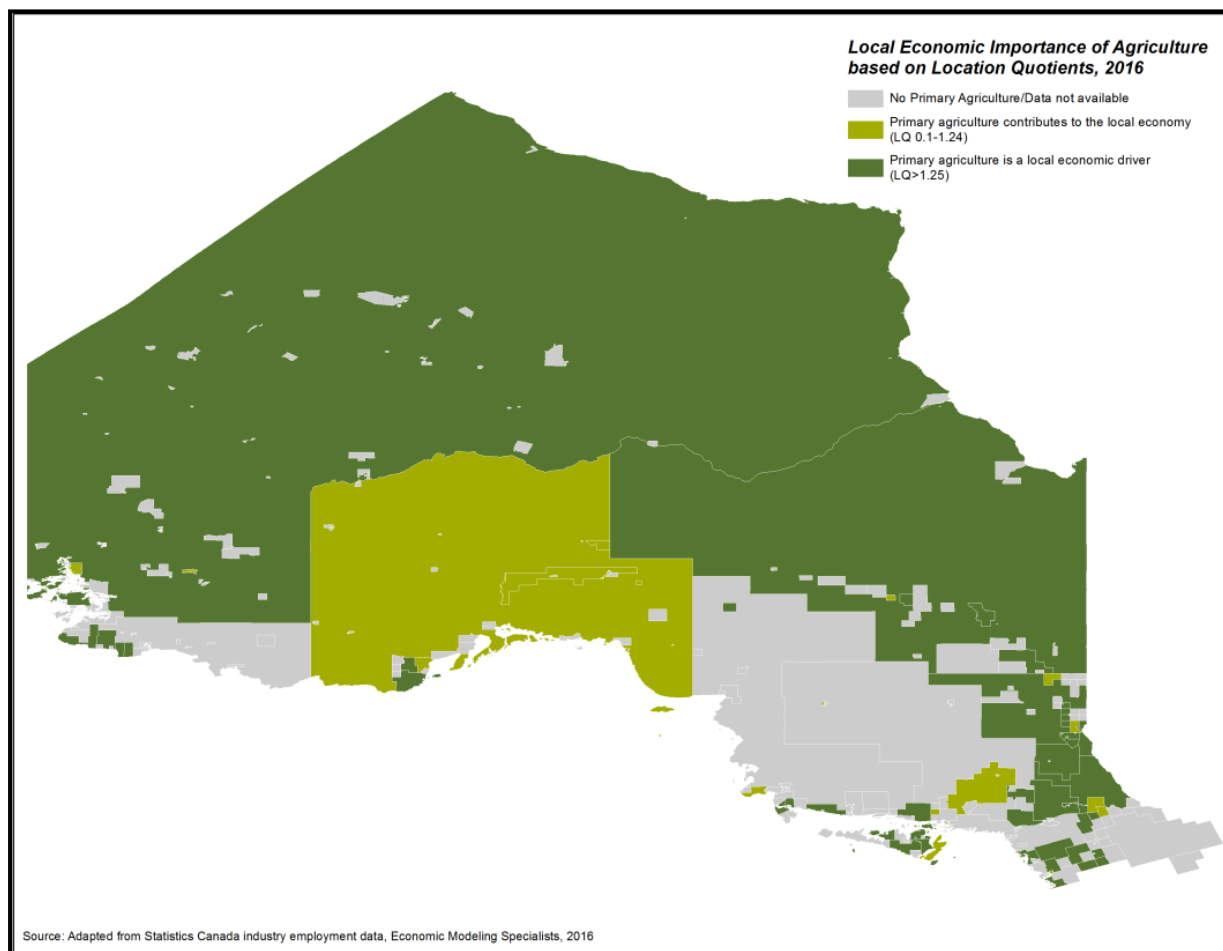 Local Economic Importance of Agriculture
based on Location Quotients, 2016
No Primary Agriculture/Data not available
Primary agriculture contributes to the local economy
(LQ 0.1-1.24)
Primary agriculture is a local economic driver
(LQ>1.25)
Source: Adapted from Statistics Canada industry employment data, Economic Modeling Specialists, 2016